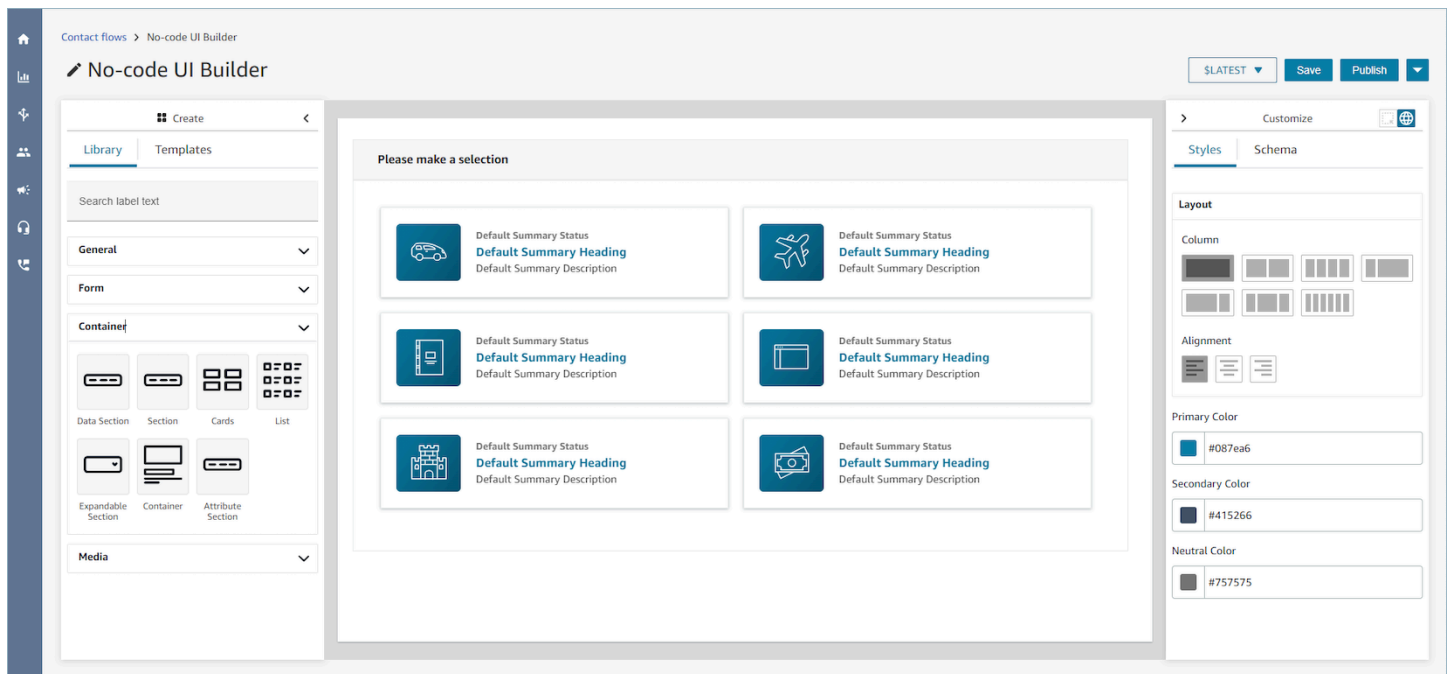 Contact flows > No-code UI Builder
No-code UI Builder
$LATEST
Save
Publish
Create
Library
Templates
Search label text
General
Form
Container
Data Section
Section
Cards
List
Expandable
Section
Container
Attribute
Section
Media
Please make a selection
Default Summary Status
Default Summary Heading
Default Summary Description
Default Summary Status
Default Summary Heading
Default Summary Description
Default Summary Status
Default Summary Heading
Default Summary Description
Default Summary Status
Default Summary Heading
Default Summary Description
Default Summary Status
Default Summary Heading
Default Summary Description
Default Summary Status
Default Summary Heading
Default Summary Description
Customize
Styles
Schema
Layout
Column
Alignment
Primary Color
#087ea6
Secondary Color
#415266
Neutral Color
#757575